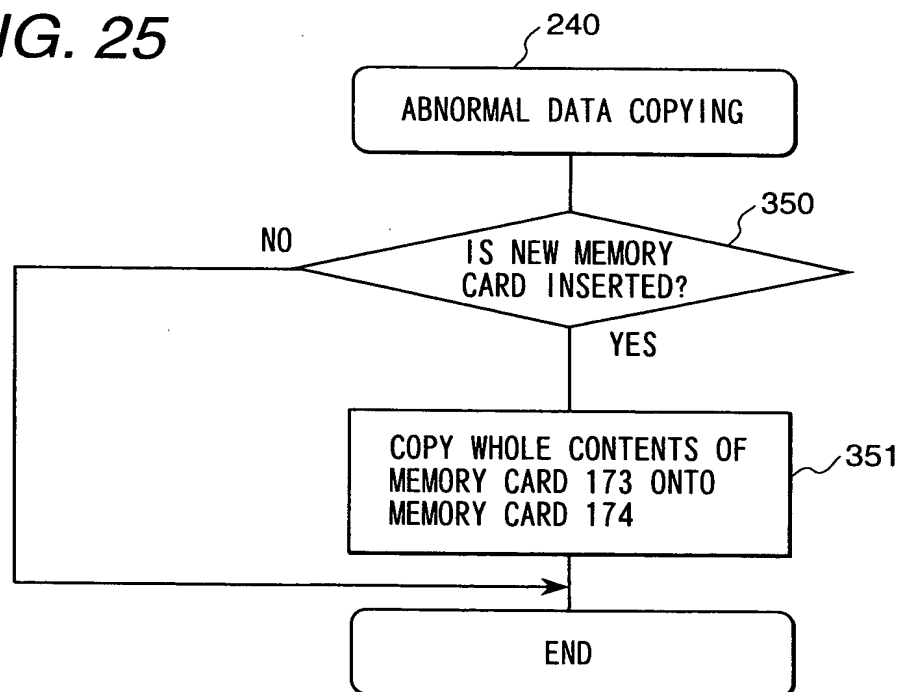 IG. 25
240
ABNORMAL DATA COPYING
350
NO
IS NEW MEMORY
CARD INSERTED?
YES
COPY WHOLE CONTENTS OF
MEMORY CARD 173 ONTO
MEMORY CARD 174
351
END